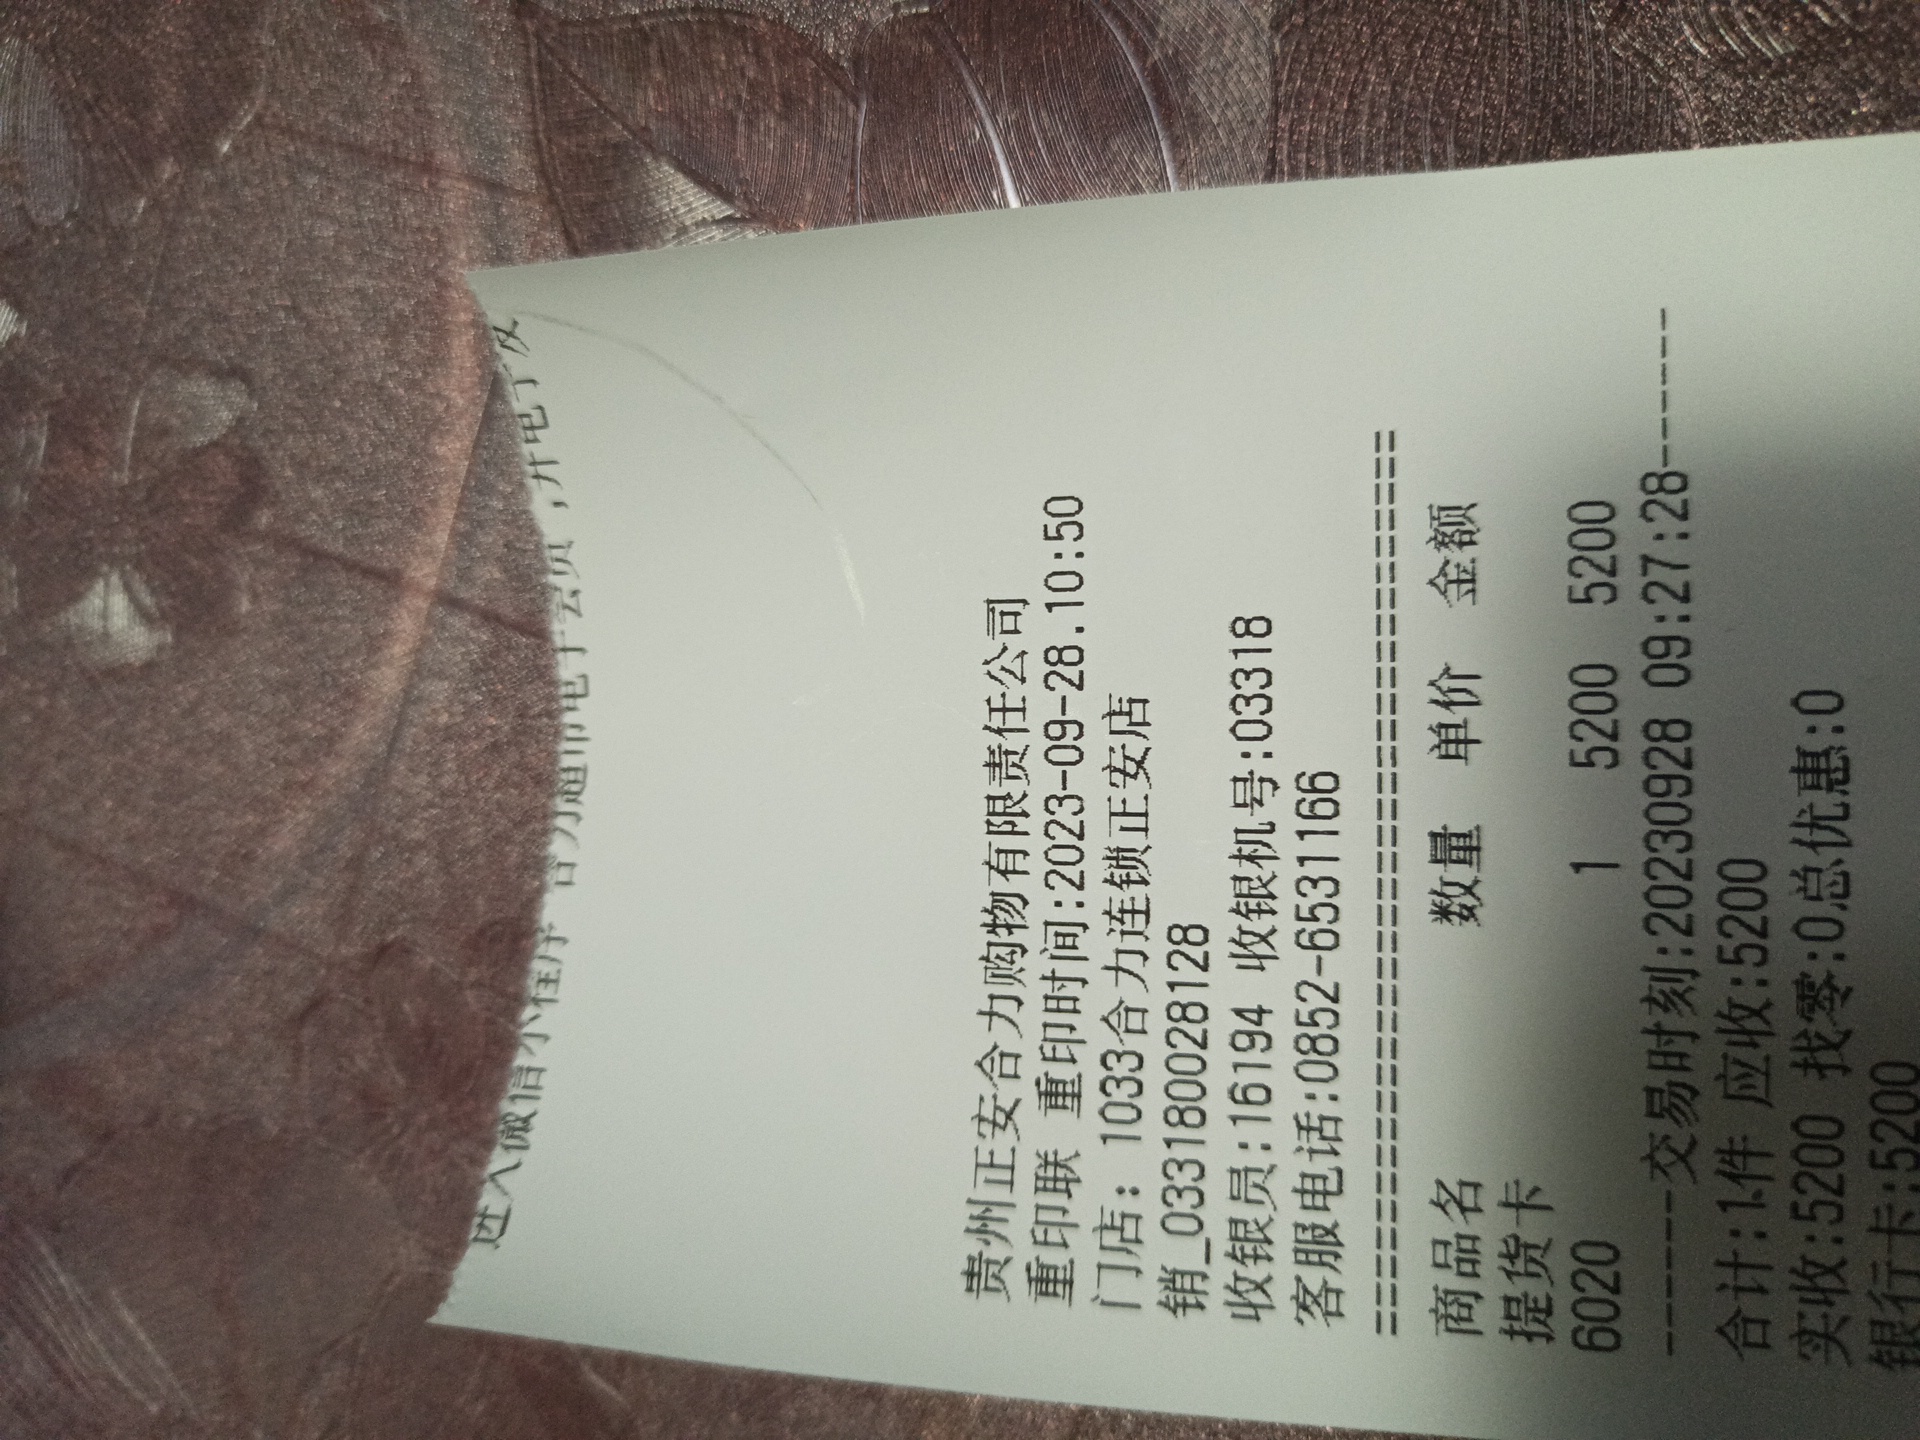 进入微信小程序 合力超市电子会员,开电子发
贵州正安合力购物有限责任公司
重印联 重印时间:2023-09-28.10:50
门店: 1033合力连锁正安店
销_033180028128
收银员:16194 收银机号:03318
客服电话:0852-6531166
==========================================
商品名 数量 单价 金额
提货卡
6020 1 5200 5200
--------交易时刻:20230928 09:27:28--------
合计:1件 应收:5200
实收:5200 找零:0总优惠:0
银行卡:5200